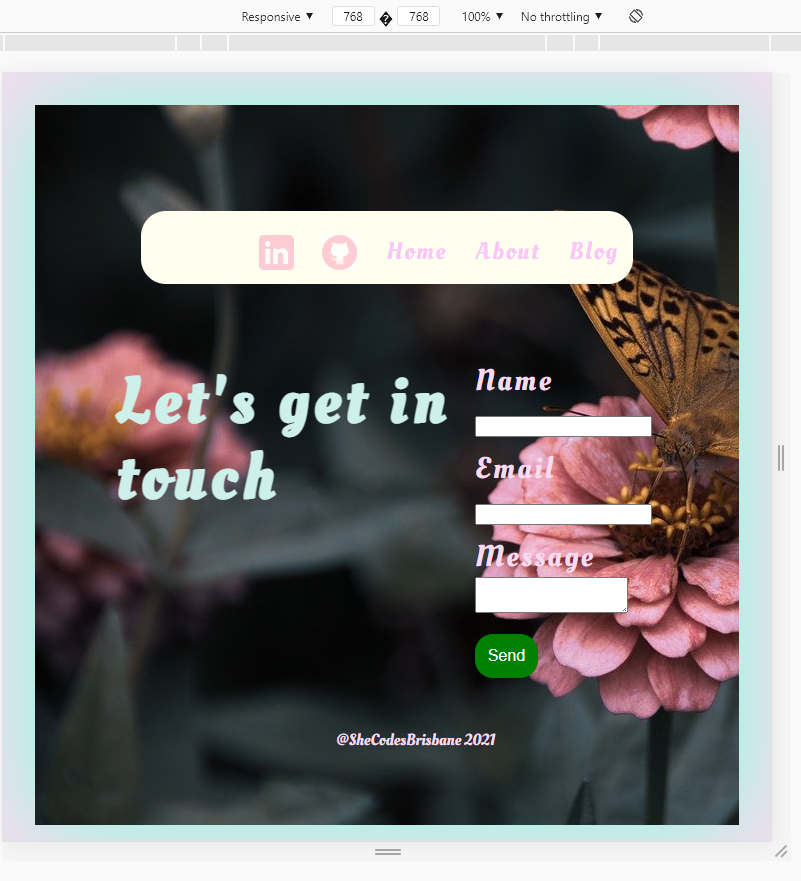 Responsive ▼ 768 � 768 100% ▼ No throttling ▼
in Home About Blog
Let's get in
touch
Name
Email
Message
Send
@SheCodesBrisbane 2021